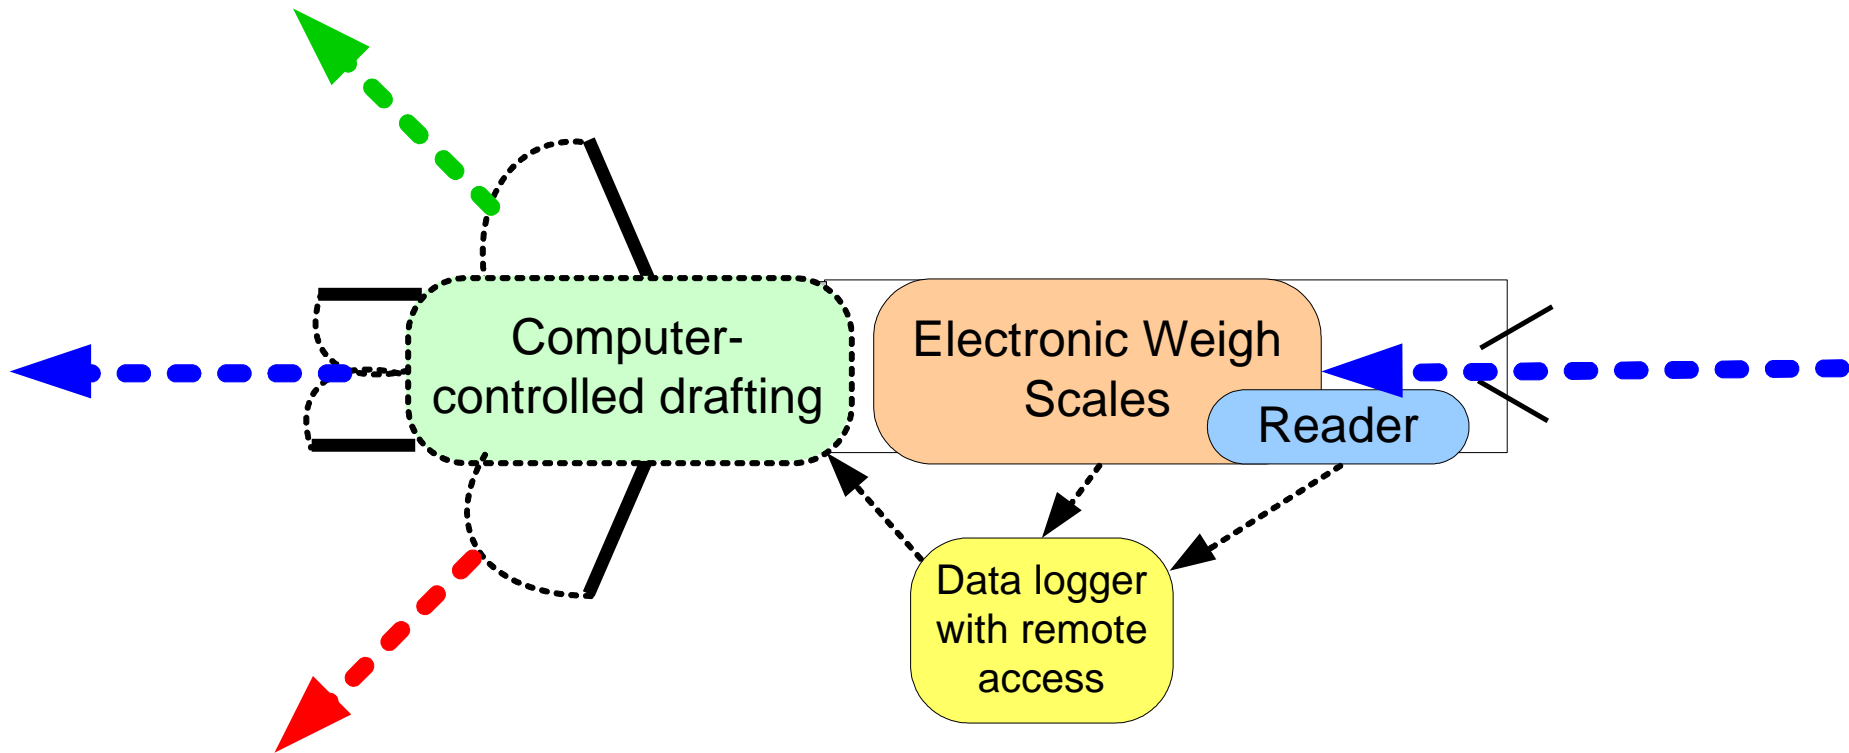 Computer-
controlled drafting
Electronic Weigh
Scales
Reader
Data logger
with remote
access